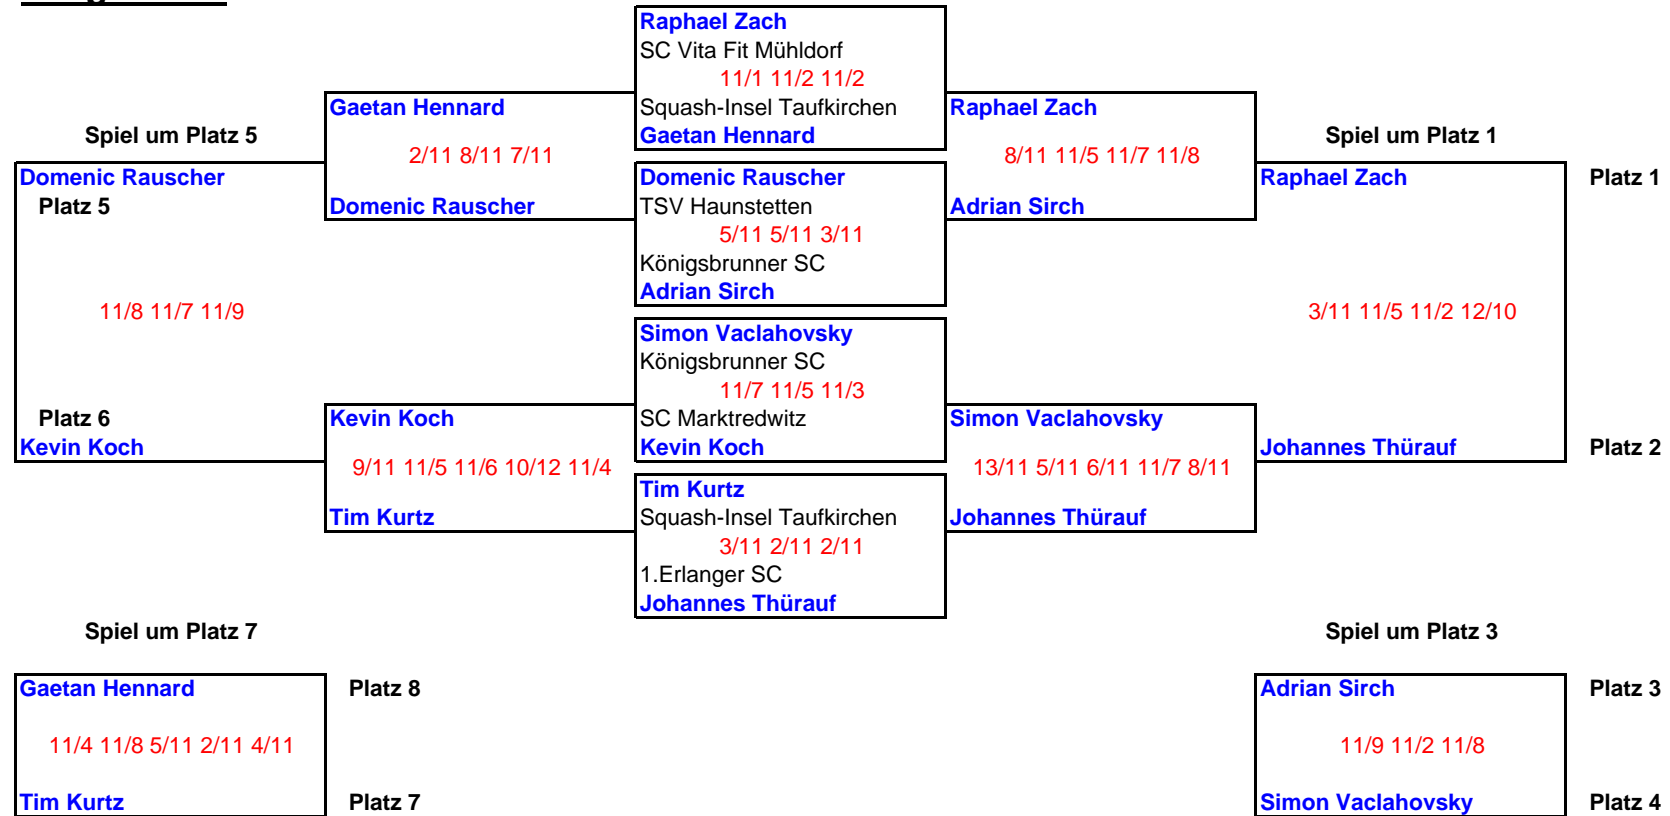 Raphael Zach
SC Vita Fit Mühldorf
11/1 11/2 11/2
Gaetan Hennard Squash-Insel Taufkirchen Raphael Zach
Spiel um Platz 5 Gaetan Hennard Spiel um Platz 1
2/11 8/11 7/11 8/11 11/5 11/7 11/8
Domenic Rauscher Domenic Rauscher Raphael Zach Platz 1
Platz 5 Domenic Rauscher TSV Haunstetten Adrian Sirch
5/11 5/11 3/11
Königsbrunner SC
Adrian Sirch
11/8 11/7 11/9 3/11 11/5 11/2 12/10
Simon Vaclahovsky
Königsbrunner SC
11/7 11/5 11/3
Platz 6 Kevin Koch SC Marktredwitz Simon Vaclahovsky
Kevin Koch Kevin Koch Johannes Thürauf Platz 2
9/11 11/5 11/6 10/12 11/4 13/11 5/11 6/11 11/7 8/11
Tim Kurtz
Tim Kurtz Squash-Insel Taufkirchen Johannes Thürauf
3/11 2/11 2/11
1.Erlanger SC
Johannes Thürauf
Spiel um Platz 7 Spiel um Platz 3
Gaetan Hennard Platz 8 Adrian Sirch Platz 3
11/4 11/8 5/11 2/11 4/11 11/9 11/2 11/8
Tim Kurtz Platz 7 Simon Vaclahovsky Platz 4